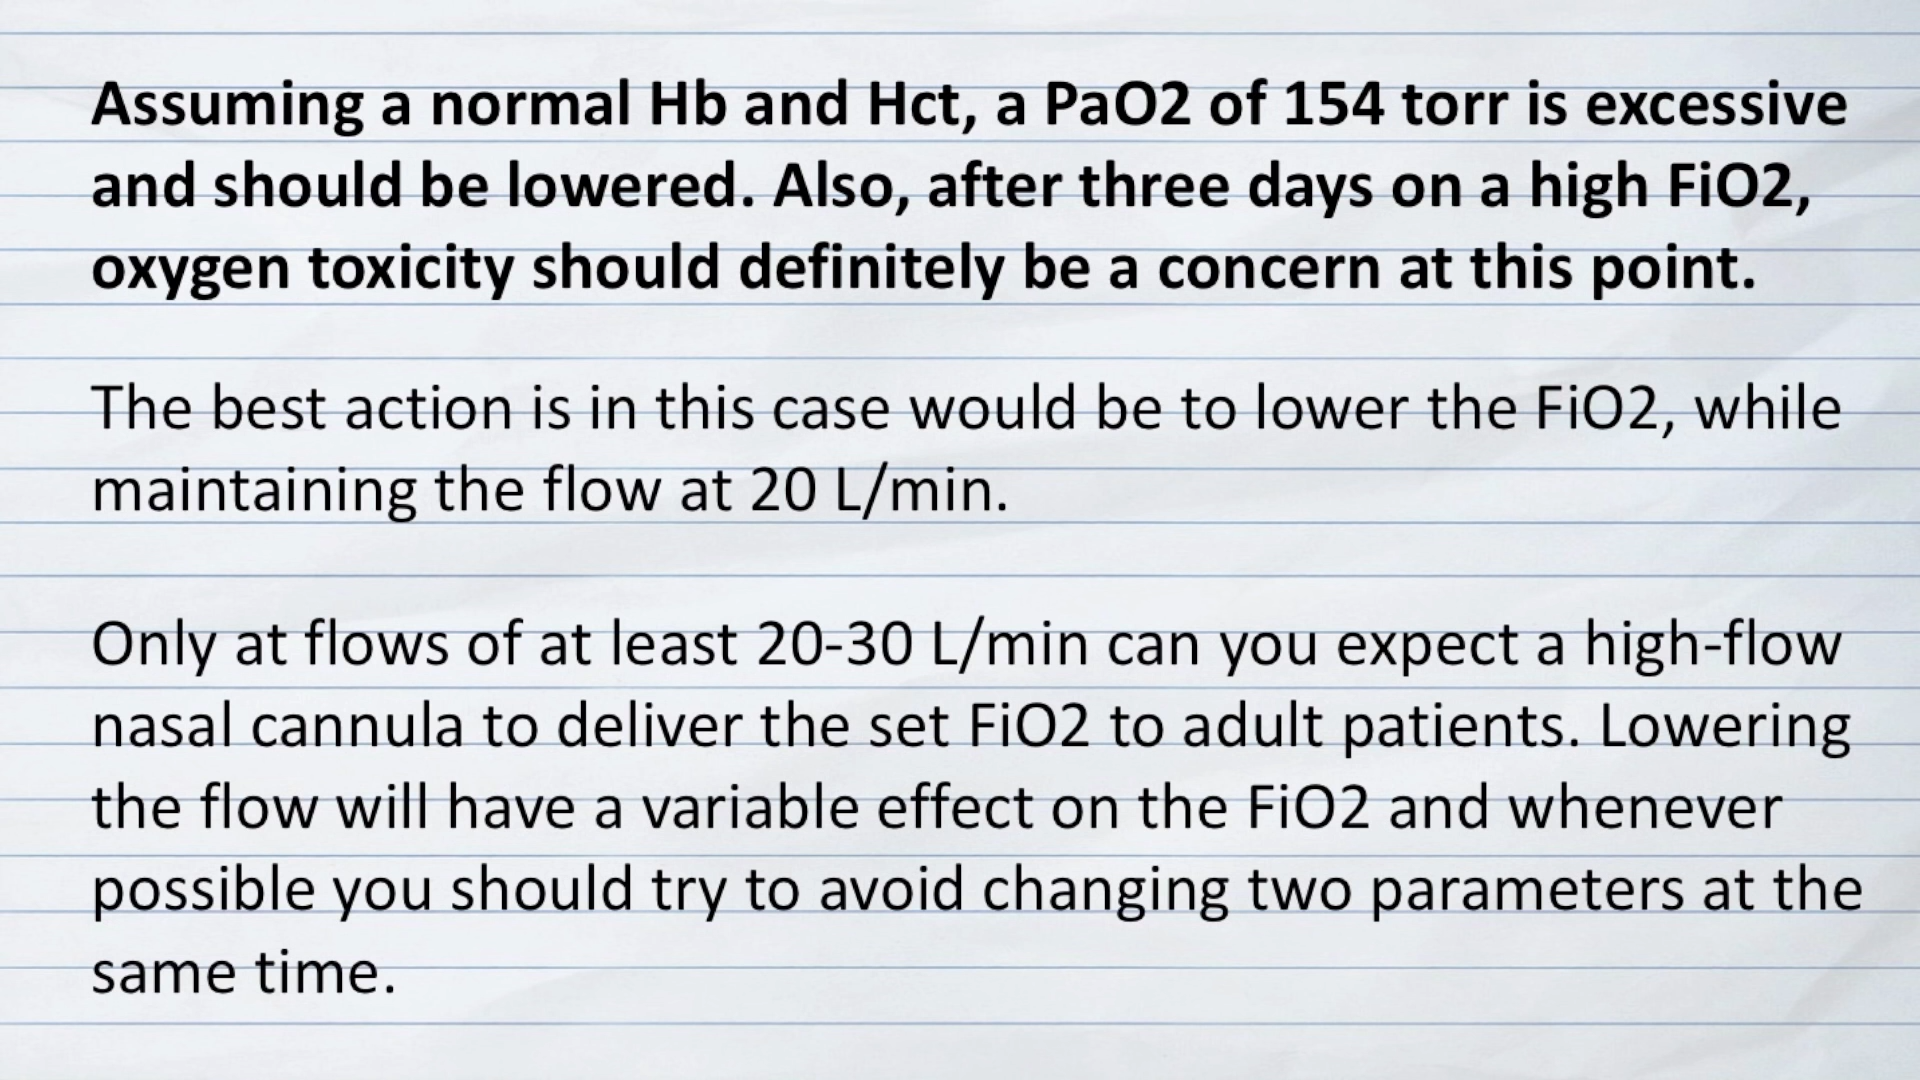 Assuming a normal Hb and Hct, a PaO2 of 154 torr is excessive
and should be lowered. Also, after three days on a high FiO2,
oxygen toxicity should definitely be a concern at this point.
The best action is in this case would be to lower the FiO2, while
maintaining the flow at 20 L/min.
Only at flows of at least 20-30 L/min can you expect a high-flow
nasal cannula to deliver the set FiO2 to adult patients. Lowering
the flow will have a variable effect on the FiO2 and whenever
possible you should try to avoid changing two parameters at the
same time.